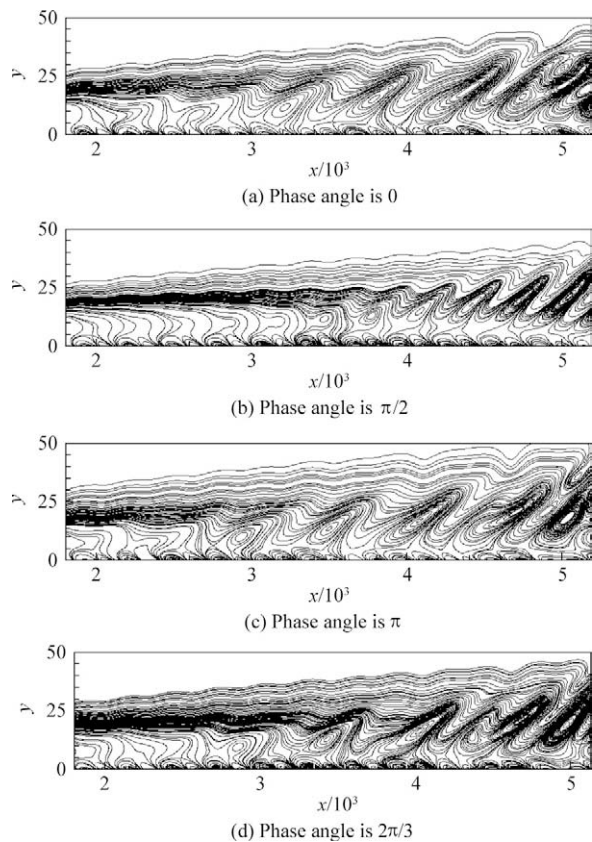 50
y
25
0
2 3 4 5
x/10³
(a) Phase angle is 0
50
y
25
0
2 3 4 5
x/10³
(b) Phase angle is π/2
50
y
25
0
2 3 4 5
x/10³
(c) Phase angle is π
50
y
25
0
2 3 4 5
x/10³
(d) Phase angle is 2π/3